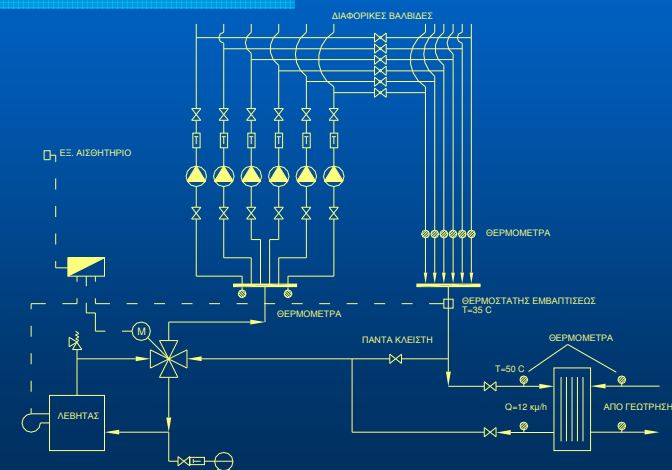 ΔΙΑΦΟΡΙΚΕΣ ΒΑΛΒΙΔΕΣ
T T T T T T
ΕΞ. ΑΙΣΘΗΤΗΡΙΟ
ΘΕΡΜΟΜΕΤΡΑ
ΘΕΡΜΟΣΤΑΤΗΣ ΕΜΒΑΠΤΙΣΕΩΣ
T=35 C
ΘΕΡΜΟΜΕΤΡΑ
M
ΠΑΝΤΑ ΚΛΕΙΣΤΗ
ΘΕΡΜΟΜΕΤΡΑ
T=50 C
Q=12 κμ/h
ΑΠΟ ΓΕΩΤΡΗΣΗ
ΛΕΒΗΤΑΣ